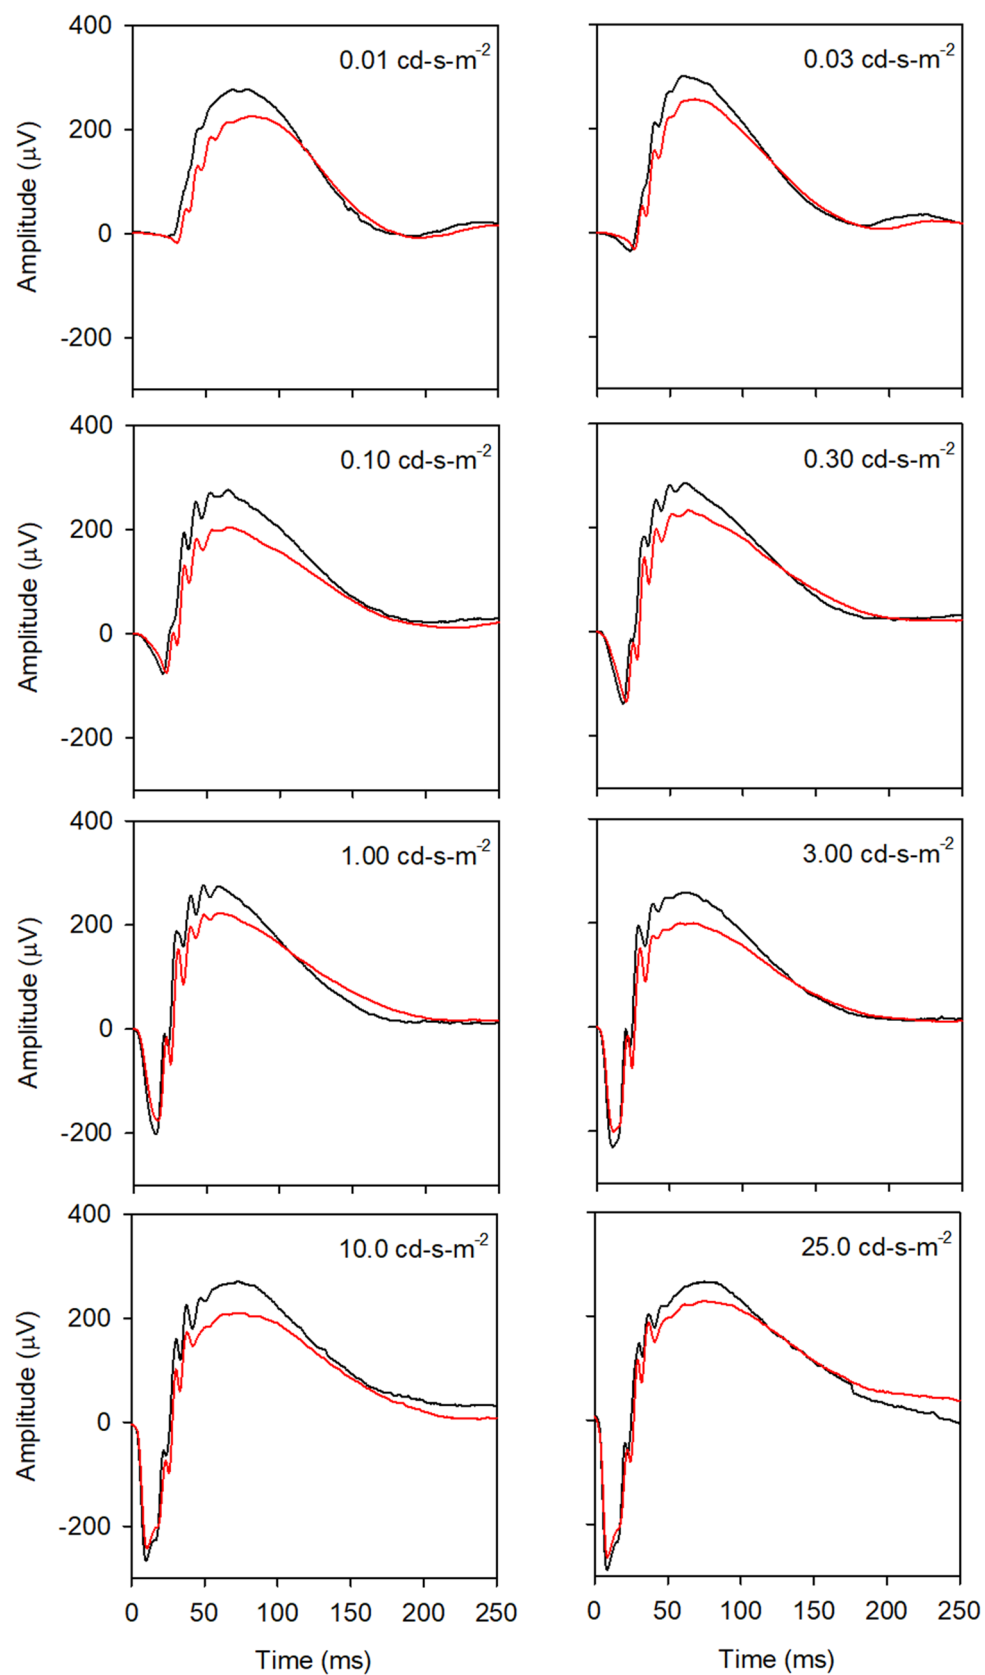 400
200
0
-200
Amplitude (μV)
0.01 cd-s-m-2
0.03 cd-s-m-2
400
200
0
-200
Amplitude (μV)
0.10 cd-s-m-2
0.30 cd-s-m-2
400
200
0
-200
Amplitude (μV)
1.00 cd-s-m-2
3.00 cd-s-m-2
400
200
0
-200
Amplitude (μV)
10.0 cd-s-m-2
25.0 cd-s-m-2
0 50 100 150 200 250
Time (ms)
0 50 100 150 200 250
Time (ms)